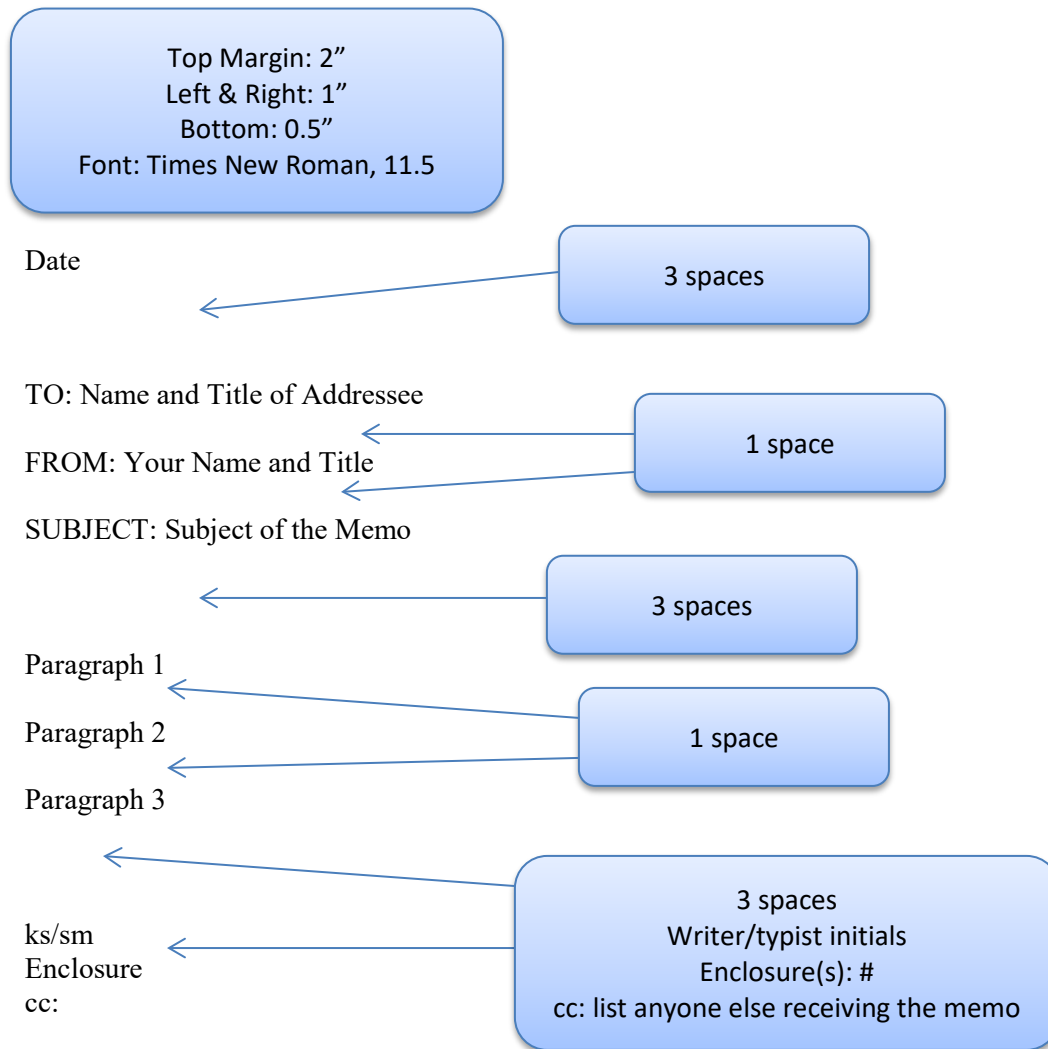 Top Margin: 2”
Left & Right: 1”
Bottom: 0.5”
Font: Times New Roman, 11.5
Date
3 spaces
TO: Name and Title of Addressee
1 space
FROM: Your Name and Title
SUBJECT: Subject of the Memo
3 spaces
Paragraph 1
1 space
Paragraph 2
Paragraph 3
3 spaces
Writer/typist initials
Enclosure(s): #
cc: list anyone else receiving the memo
ks/sm
Enclosure
cc: